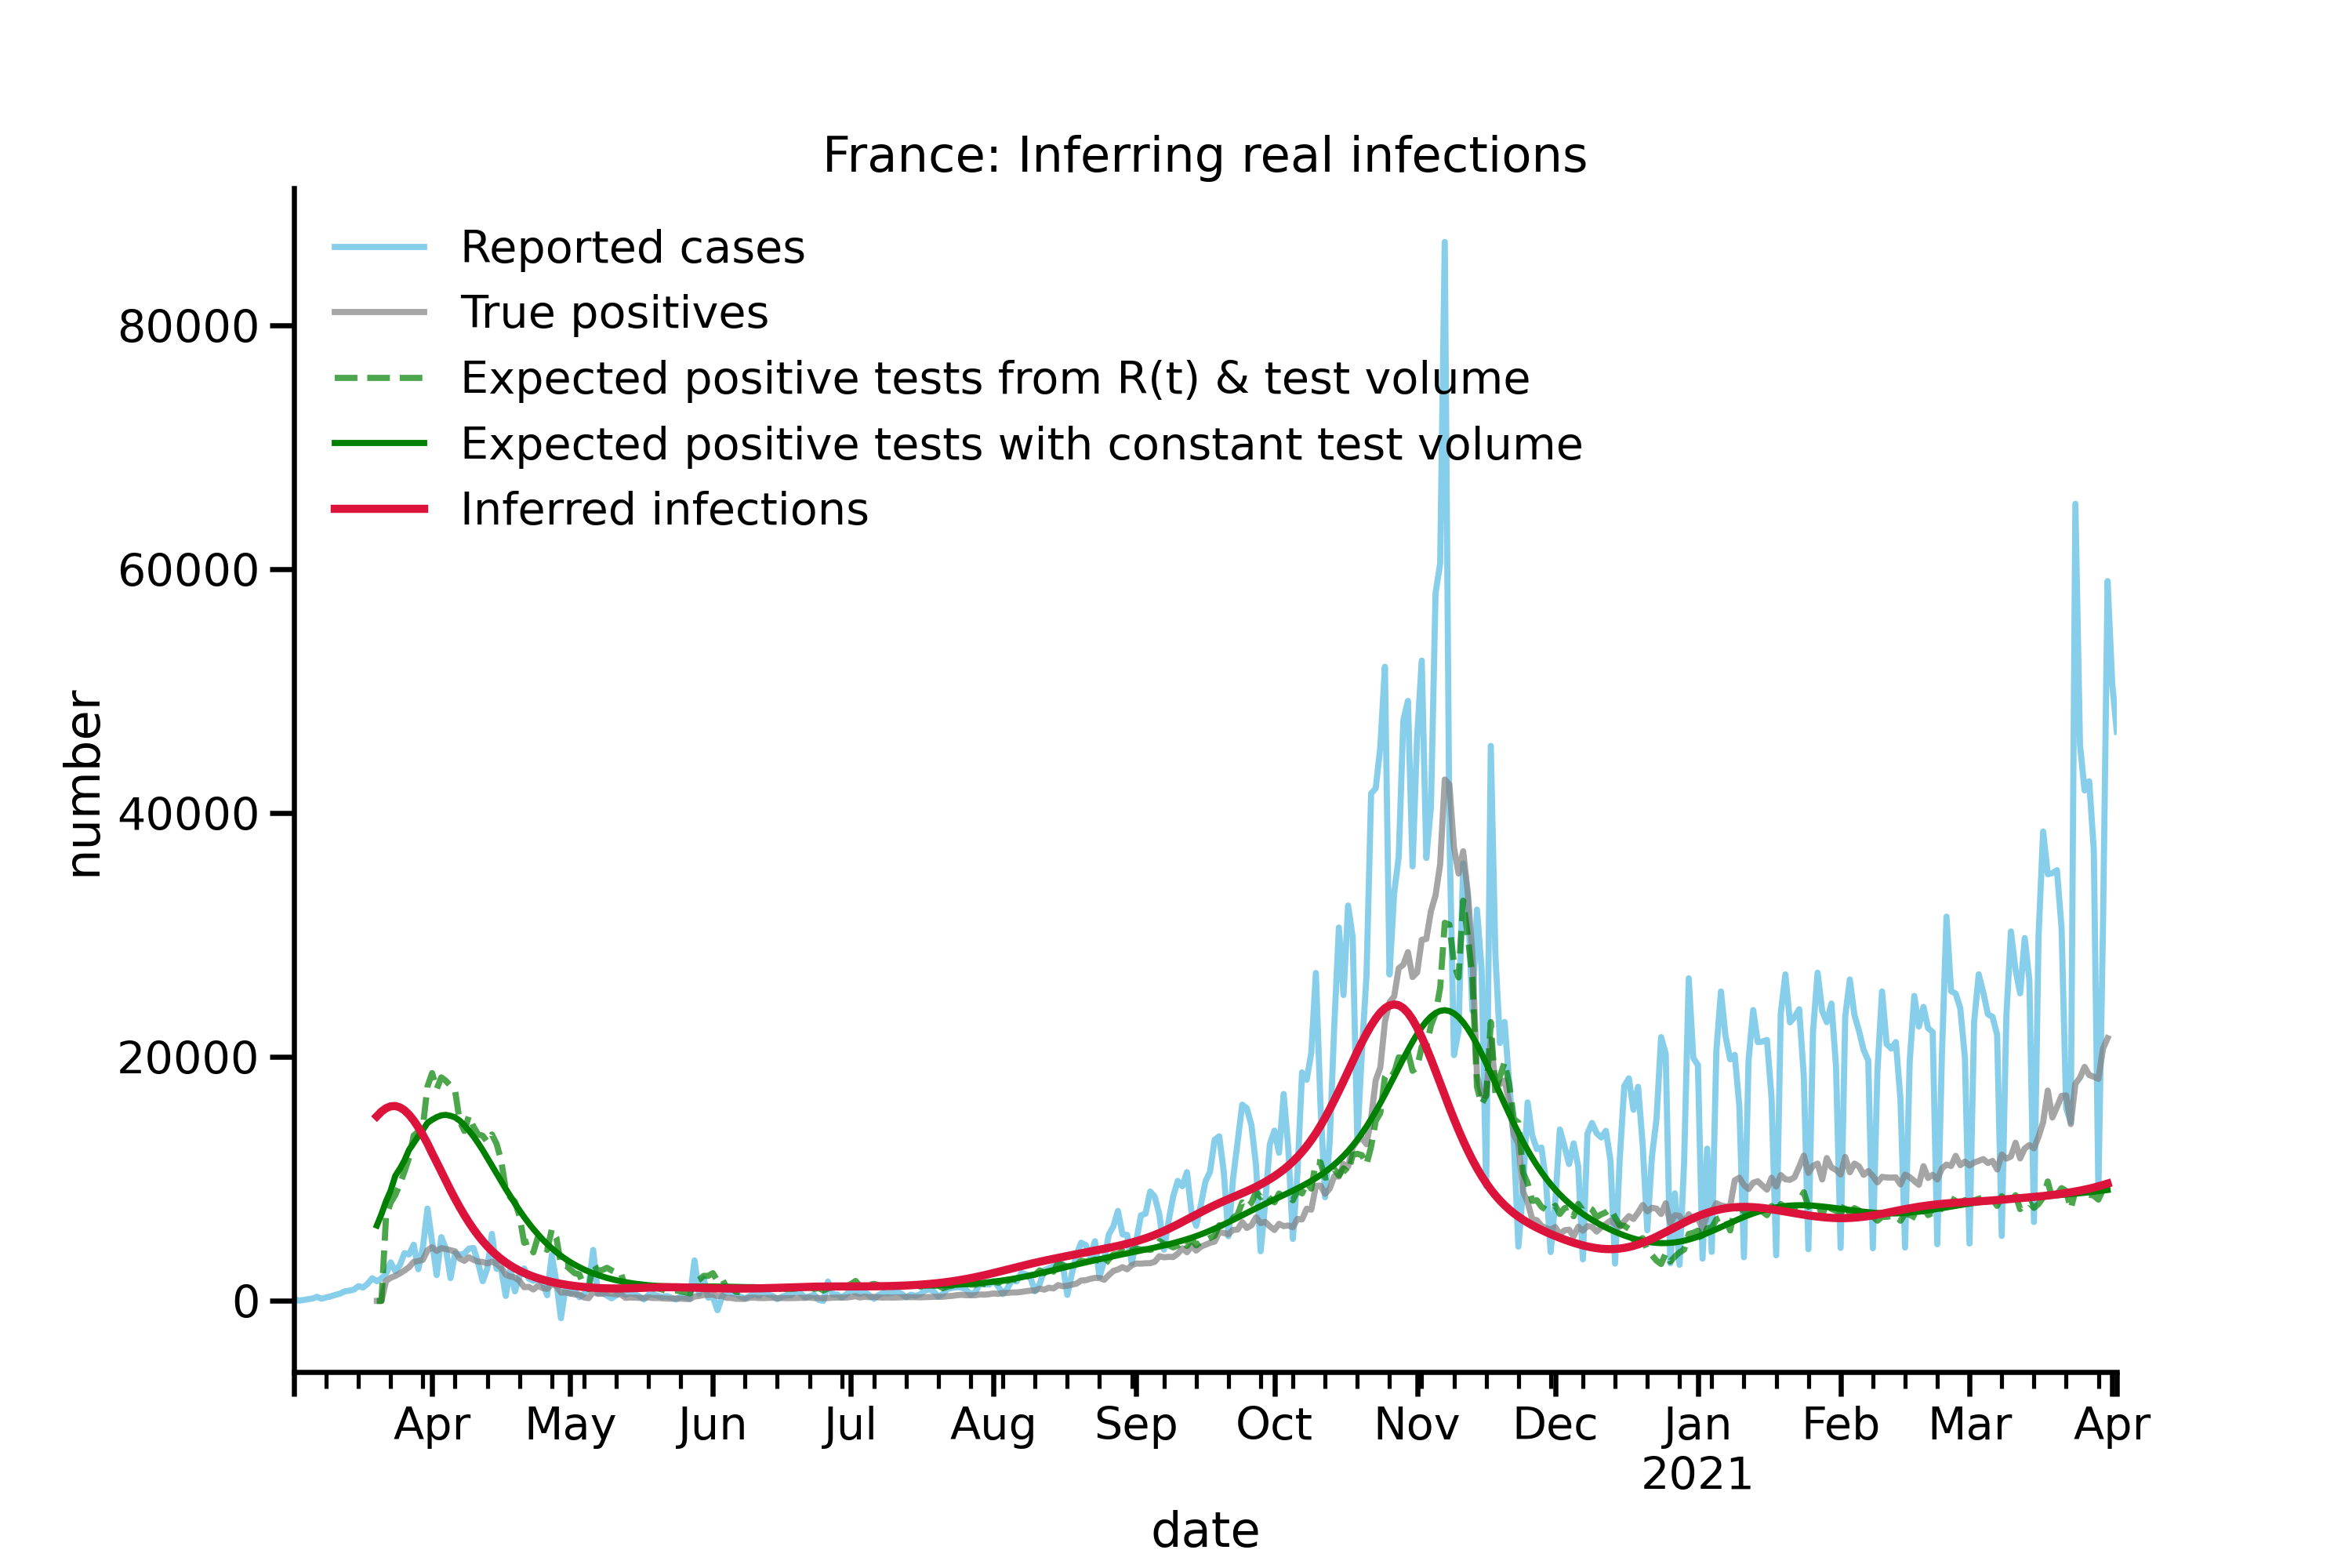 France: Inferring real infections
Reported cases
True positives
Expected positive tests from R(t) & test volume
Expected positive tests with constant test volume
Inferred infections
80000
60000
40000
20000
0
number
Apr May Jun Jul Aug Sep Oct Nov Dec Jan Feb Mar Apr
2021
date